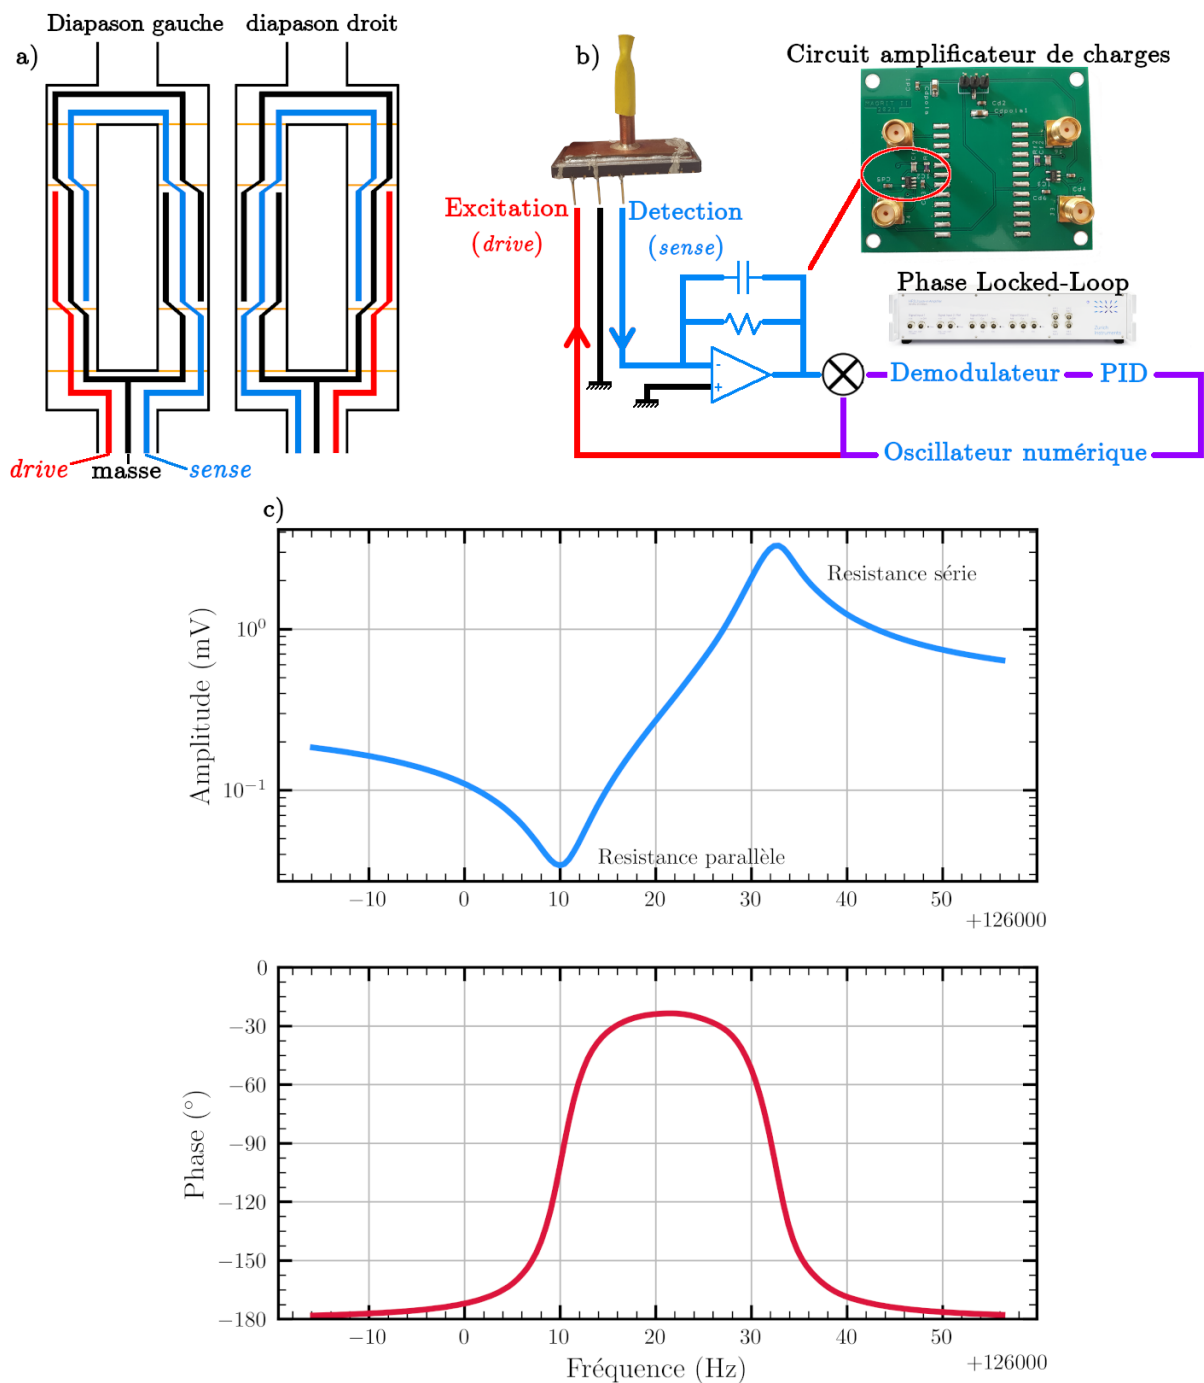 a)
Diapason gauche
diapason droit
drive
masse
sense
b)
Circuit amplificateur de charges
Excitation
(drive)
Detection
(sense)
Phase Locked-Loop
-
+
Demodulateur
PID
Oscillateur numérique
c)
Amplitude (mV)
10⁰
10⁻¹
Resistance série
Resistance parallèle
−10 0 10 20 30 40 50
+126000
Phase (°)
0
−30
−60
−90
−120
−150
−180
−10 0 10 20 30 40 50
+126000
Fréquence (Hz)